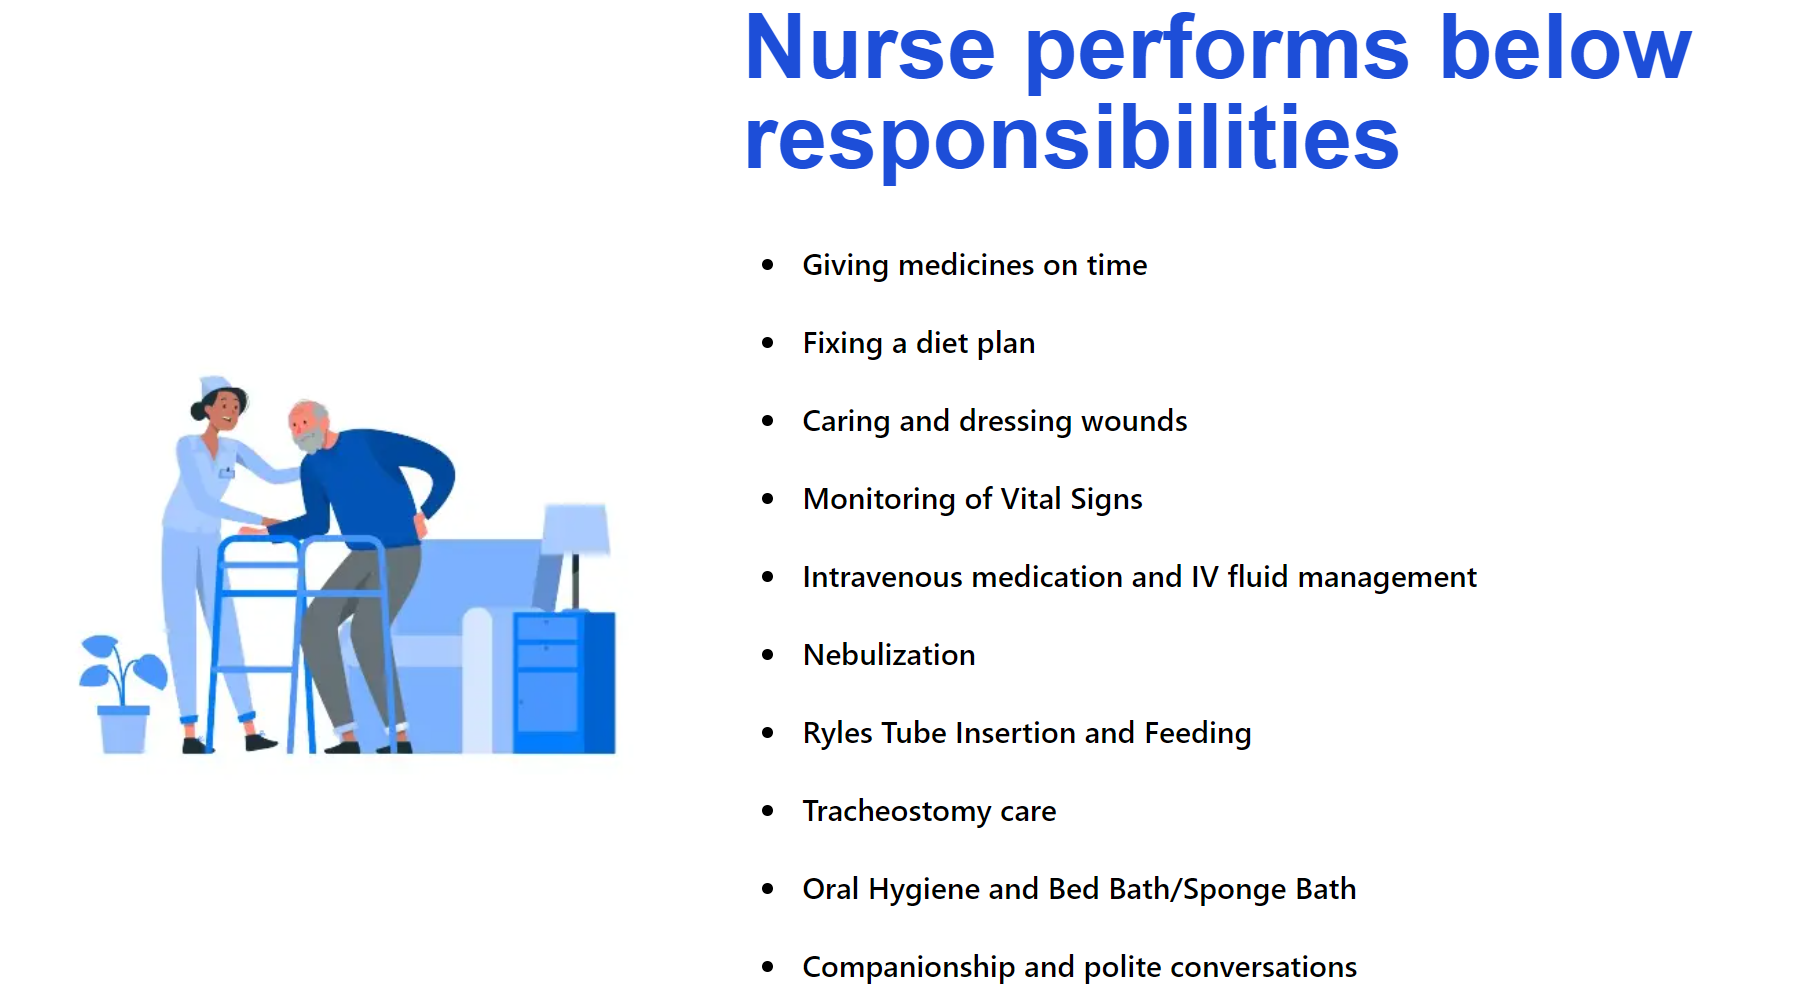 Nurse performs below
responsibilities
• Giving medicines on time
• Fixing a diet plan
• Caring and dressing wounds
• Monitoring of Vital Signs
• Intravenous medication and IV fluid management
• Nebulization
• Ryles Tube Insertion and Feeding
• Tracheostomy care
• Oral Hygiene and Bed Bath/Sponge Bath
• Companionship and polite conversations